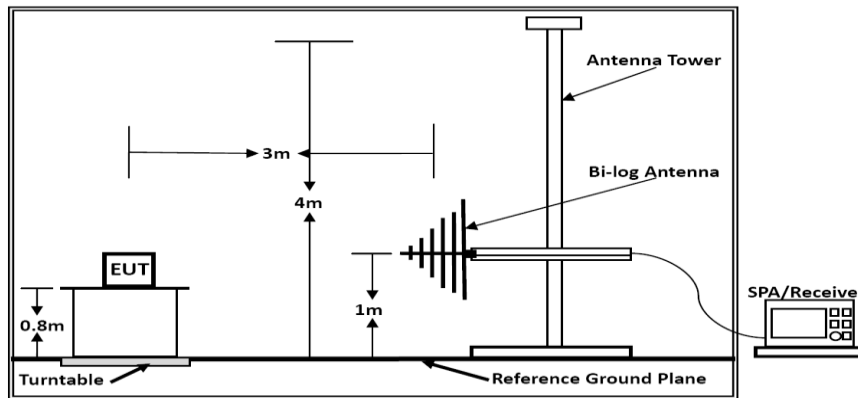 Antenna Tower
3m
Bi-log Antenna
4m
EUT
1m
SPA/Receive
0.8m
Turntable
Reference Ground Plane